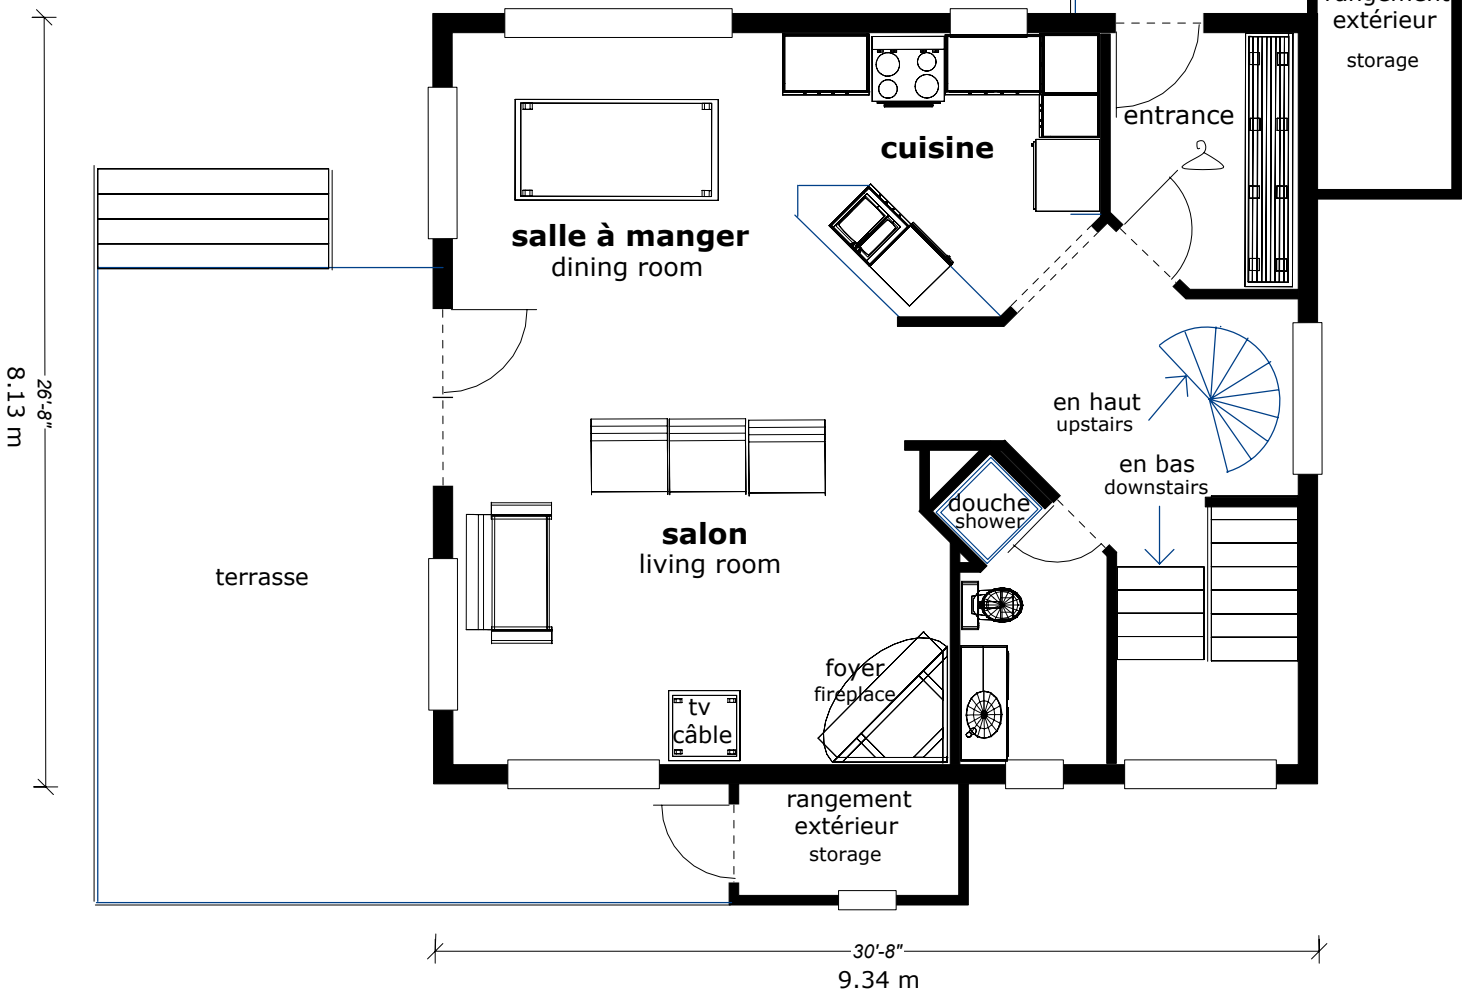 rangement
extérieur
storage
entrance
cuisine
salle à manger
dining room
26'-8"
8.13 m
en haut
upstairs
en bas
downstairs
douche
shower
salon
living room
terrasse
foyer
fireplace
tv
câble
rangement
extérieur
storage
30'-8"
9.34 m